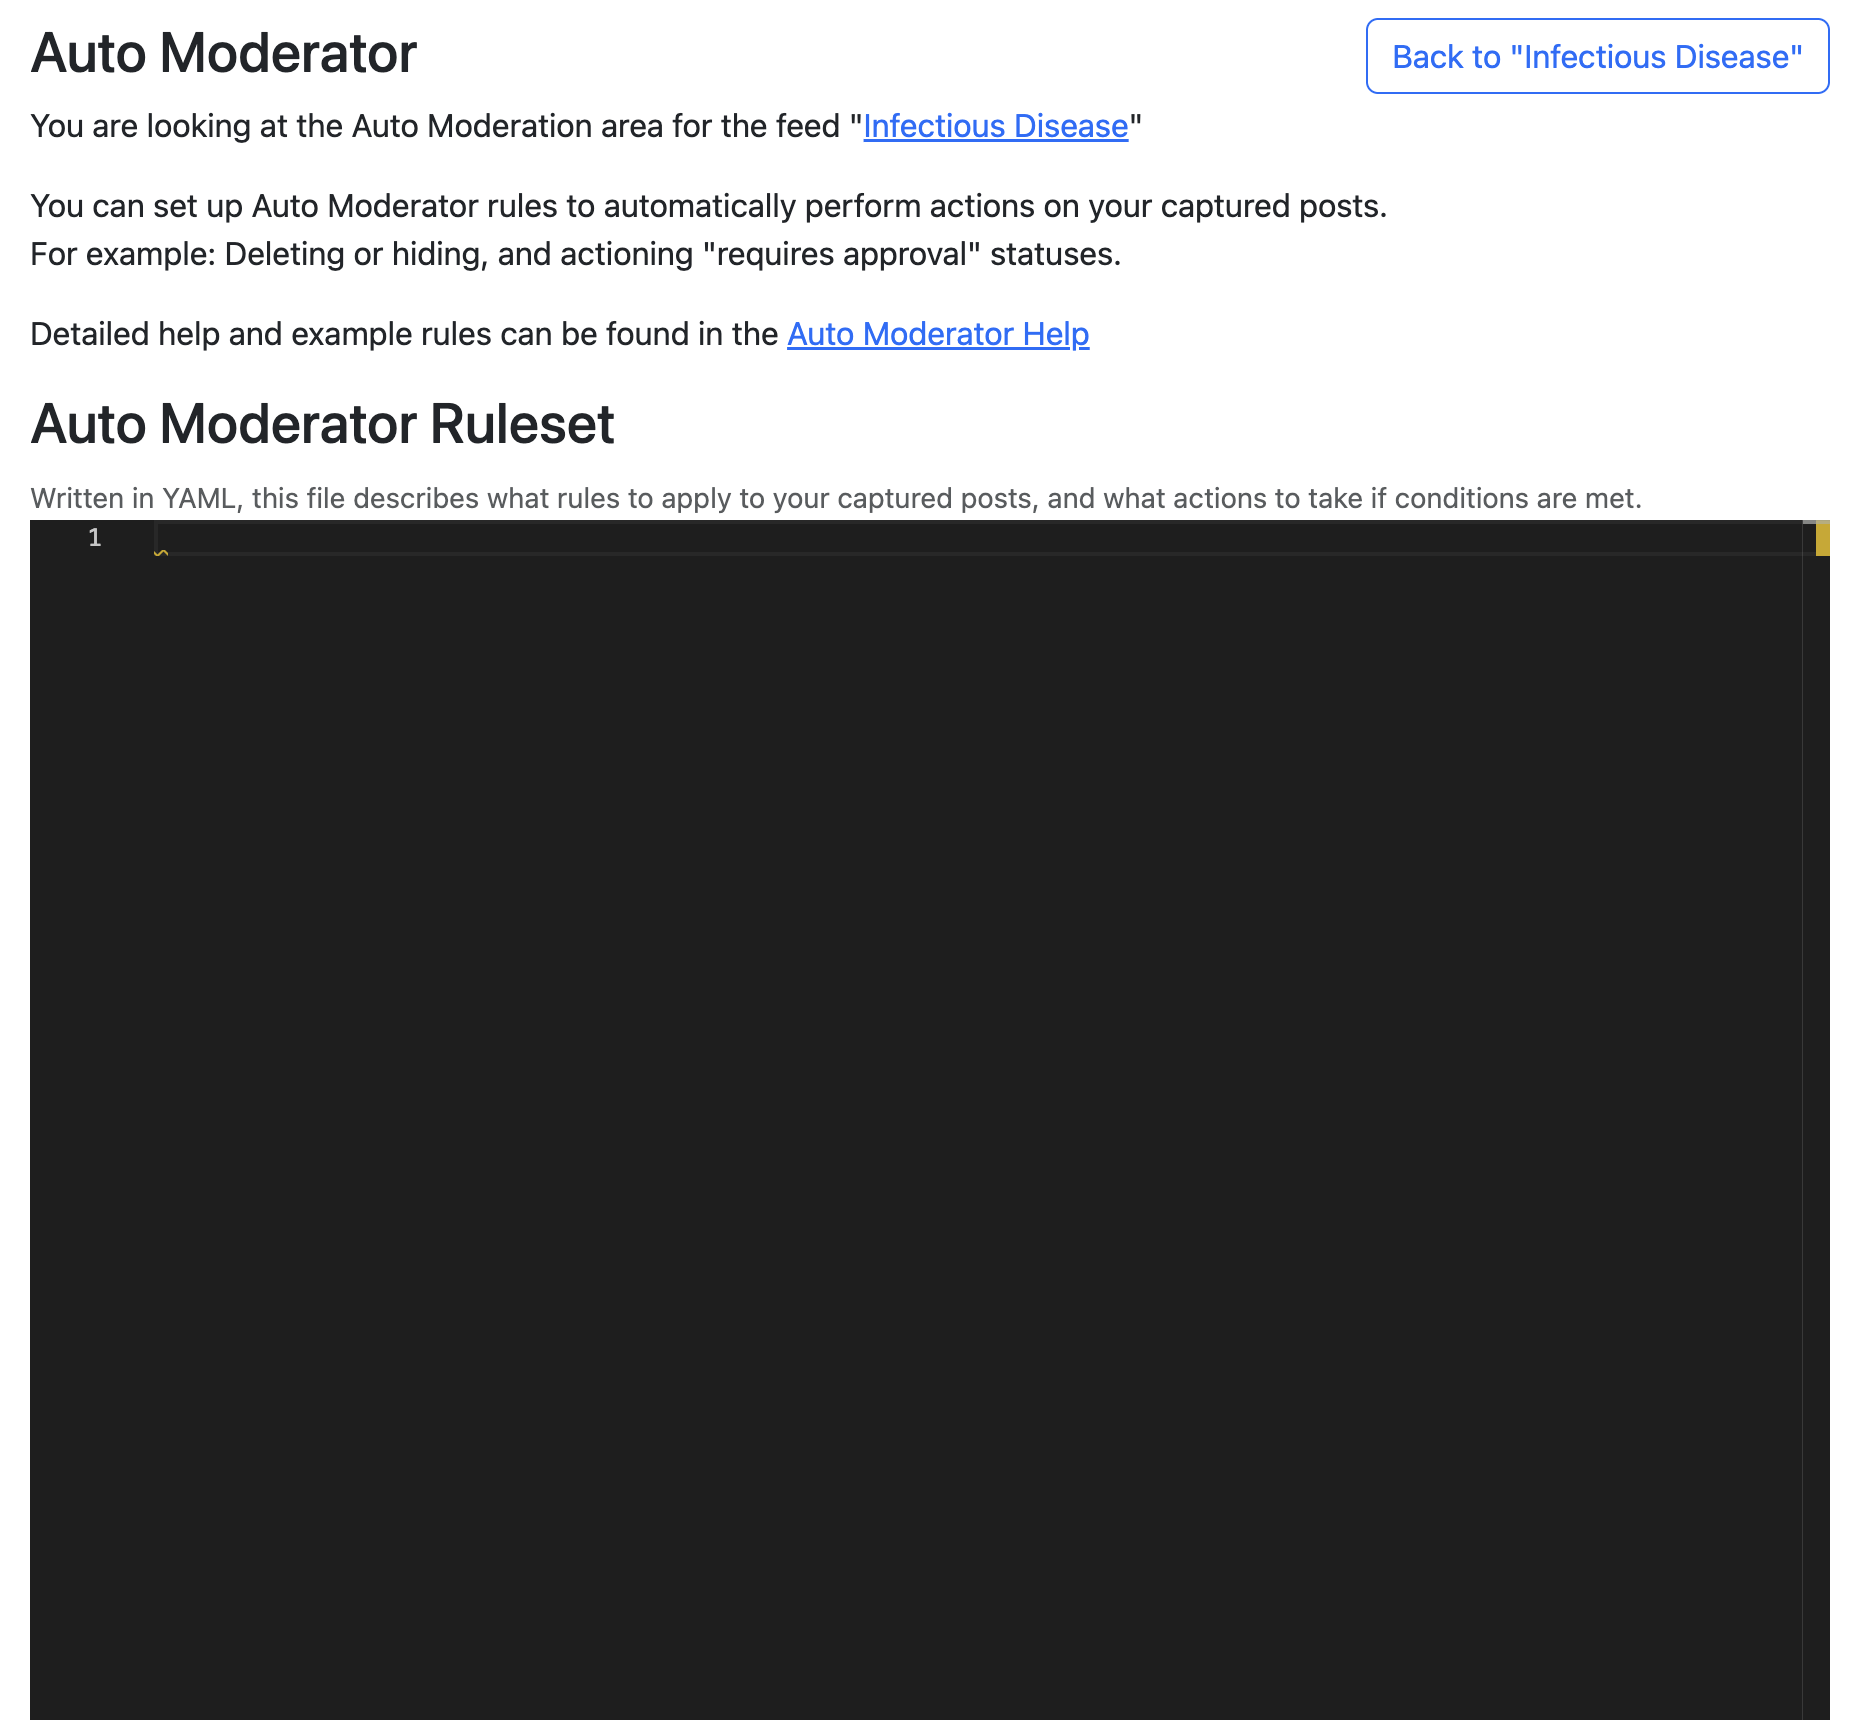 Auto Moderator
Back to "Infectious Disease"
You are looking at the Auto Moderation area for the feed "Infectious Disease"
You can set up Auto Moderator rules to automatically perform actions on your captured posts.
For example: Deleting or hiding, and actioning "requires approval" statuses.
Detailed help and example rules can be found in the Auto Moderator Help
Auto Moderator Ruleset
Written in YAML, this file describes what rules to apply to your captured posts, and what actions to take if conditions are met.
1